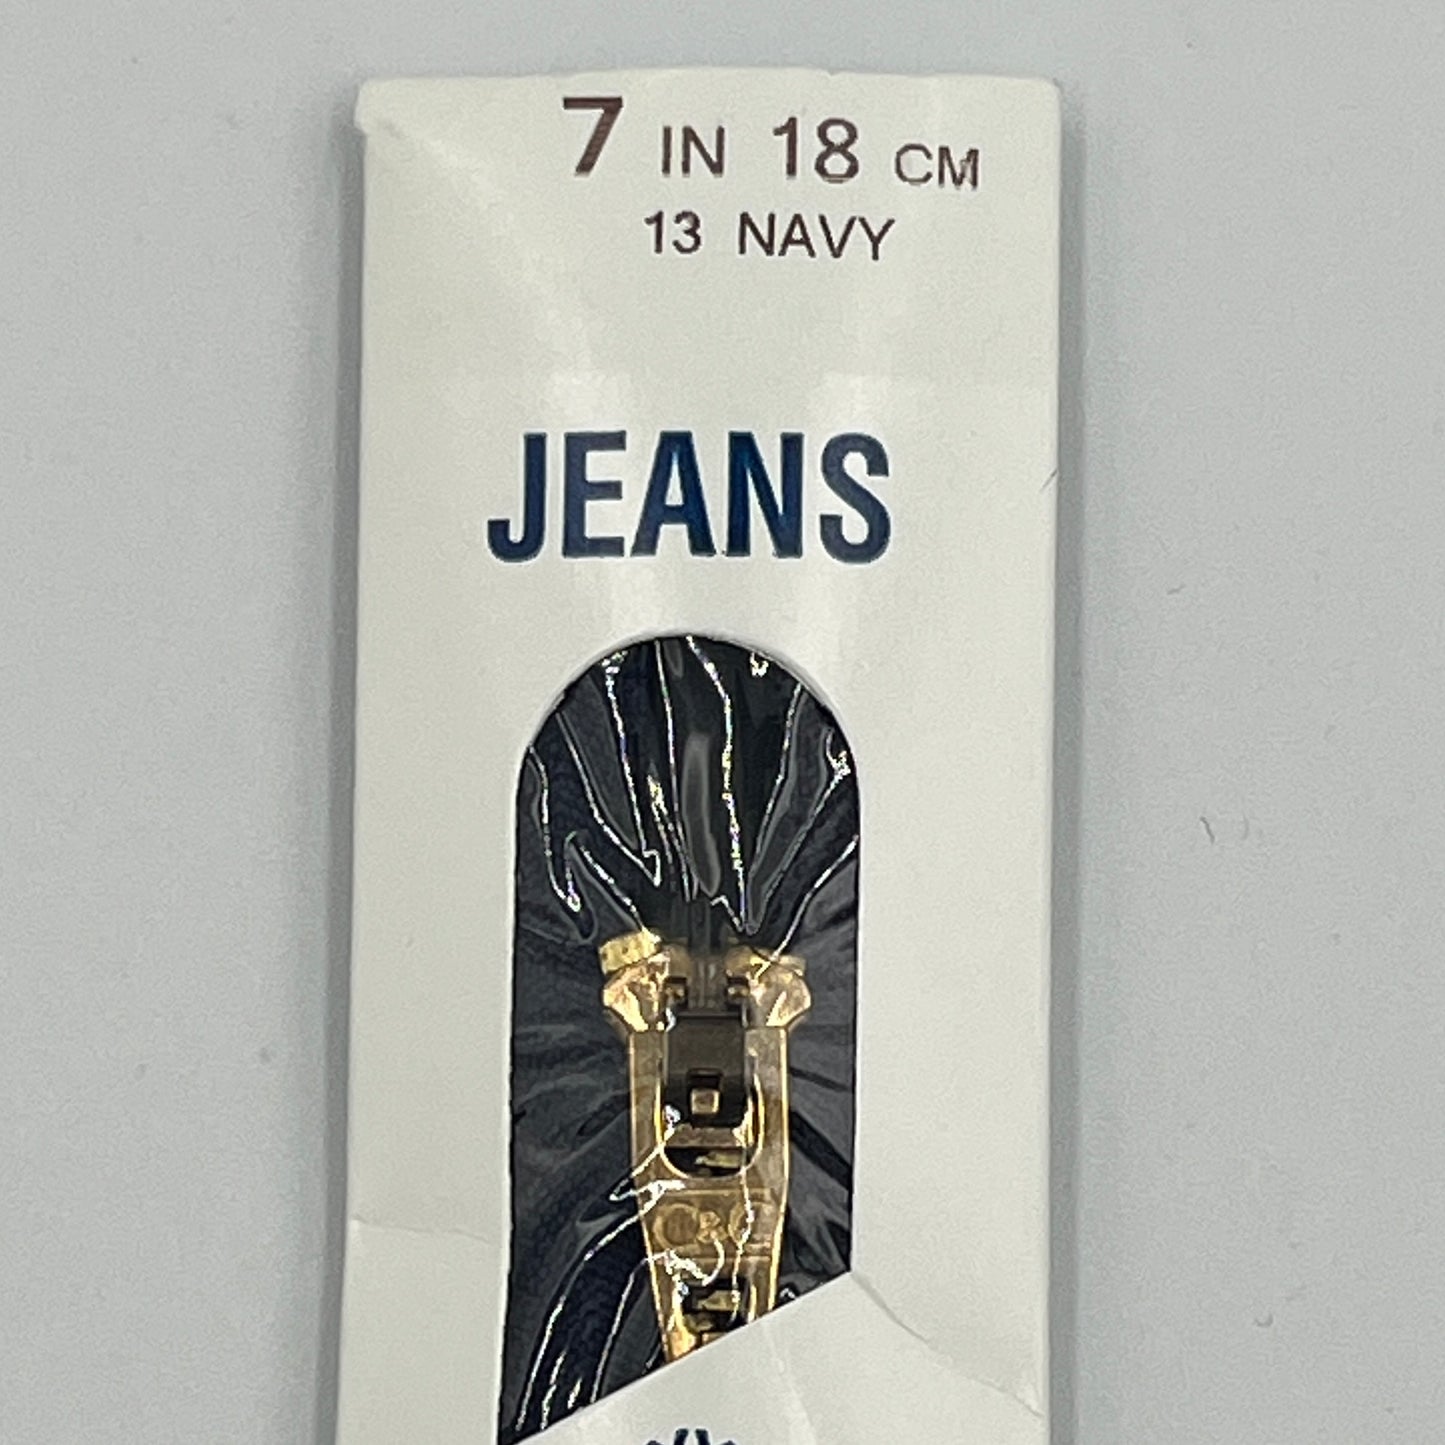 7 IN 18 CM
13 NAVY
JEANS
C&C